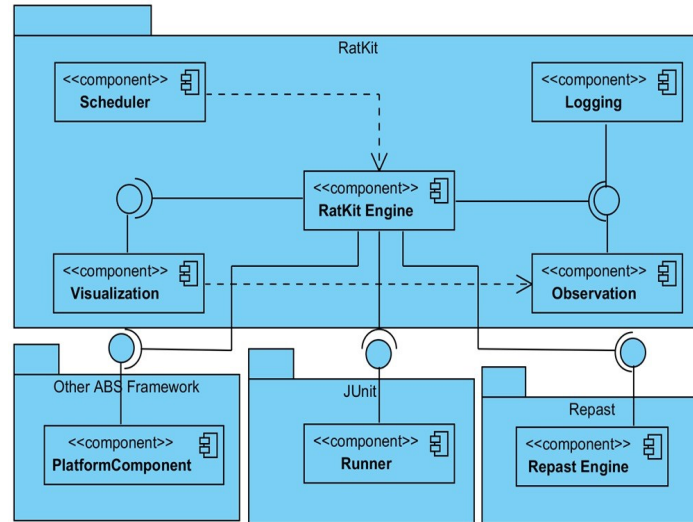 RatKit
<<component>>
Scheduler
<<component>>
Logging
<<component>>
RatKit Engine
<<component>>
Visualization
<<component>>
Observation
Other ABS Framework
<<component>>
PlatformComponent
JUnit
<<component>>
Runner
Repast
<<component>>
Repast Engine